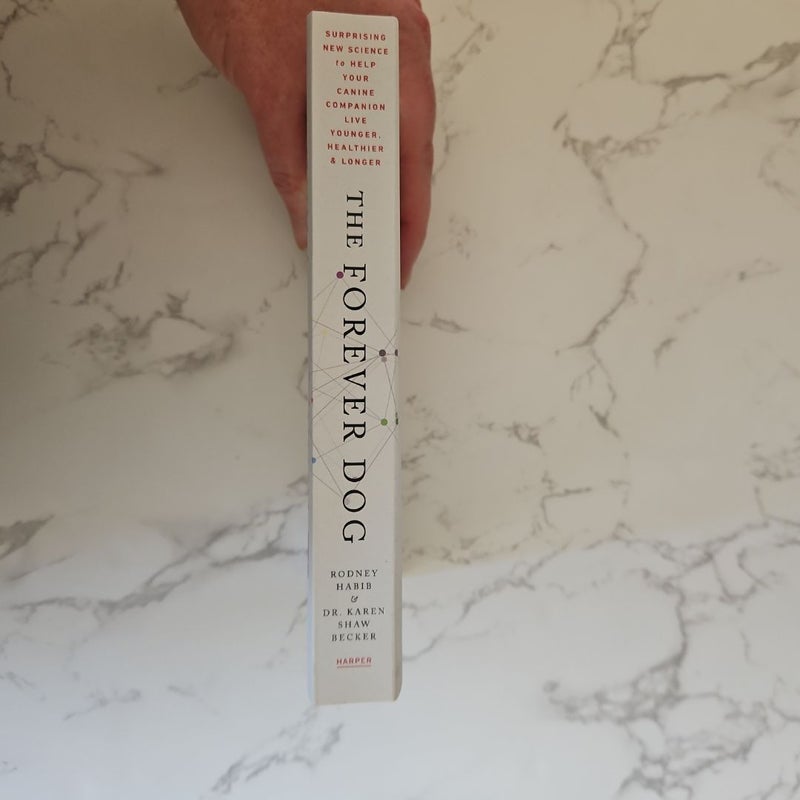 SURPRISING
NEW SCIENCE
to HELP
YOUR
CANINE
COMPANION
LIVE
YOUNGER,
HEALTHIER
& LONGER
THE FOREVER DOG
RODNEY
HABIB
&
DR. KAREN
SHAW
BECKER
HARPER